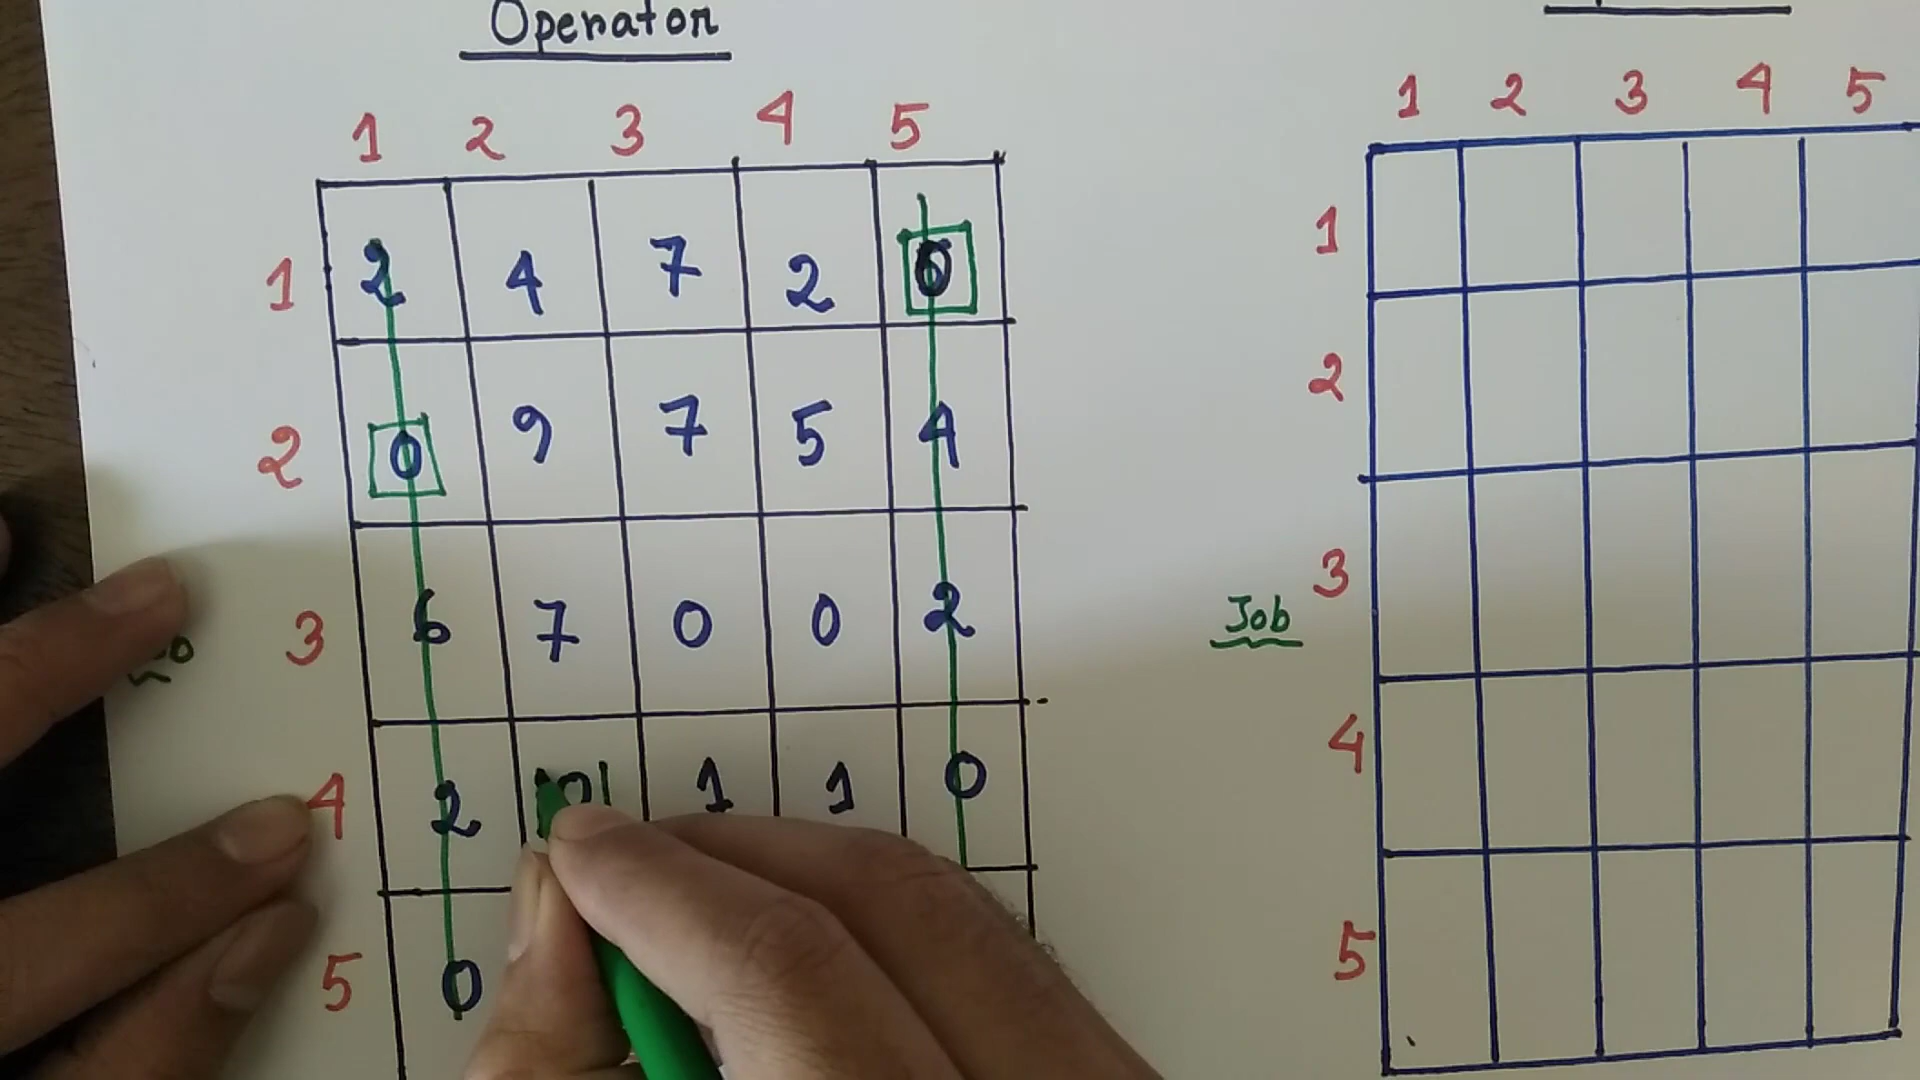 Operator
1 2 3 4 5
1 2 4 7 2 0
2 0 9 7 5 4
3 6 7 0 0 2
4 2 0 1 1 0
5 0
1 2 3 4 5
1
2
3
Job
4
5